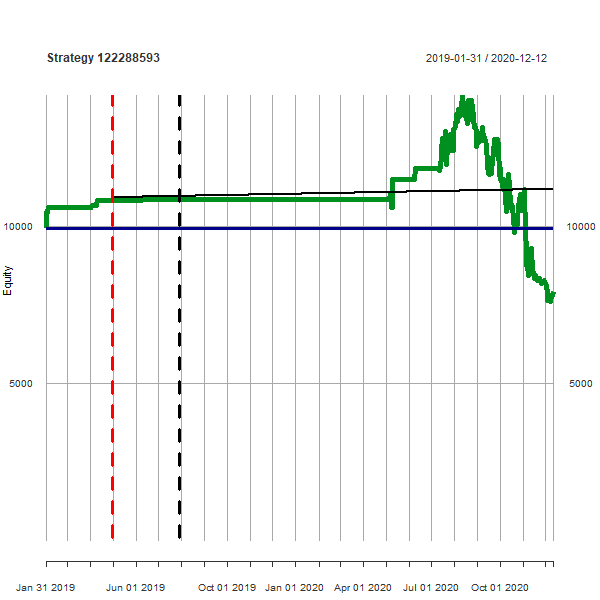 Strategy 122288593
2019-01-31 / 2020-12-12
10000
10000
Equity
5000
5000
Jan 31 2019
Jun 01 2019
Oct 01 2019
Jan 01 2020
Apr 01 2020
Jul 01 2020
Oct 01 2020